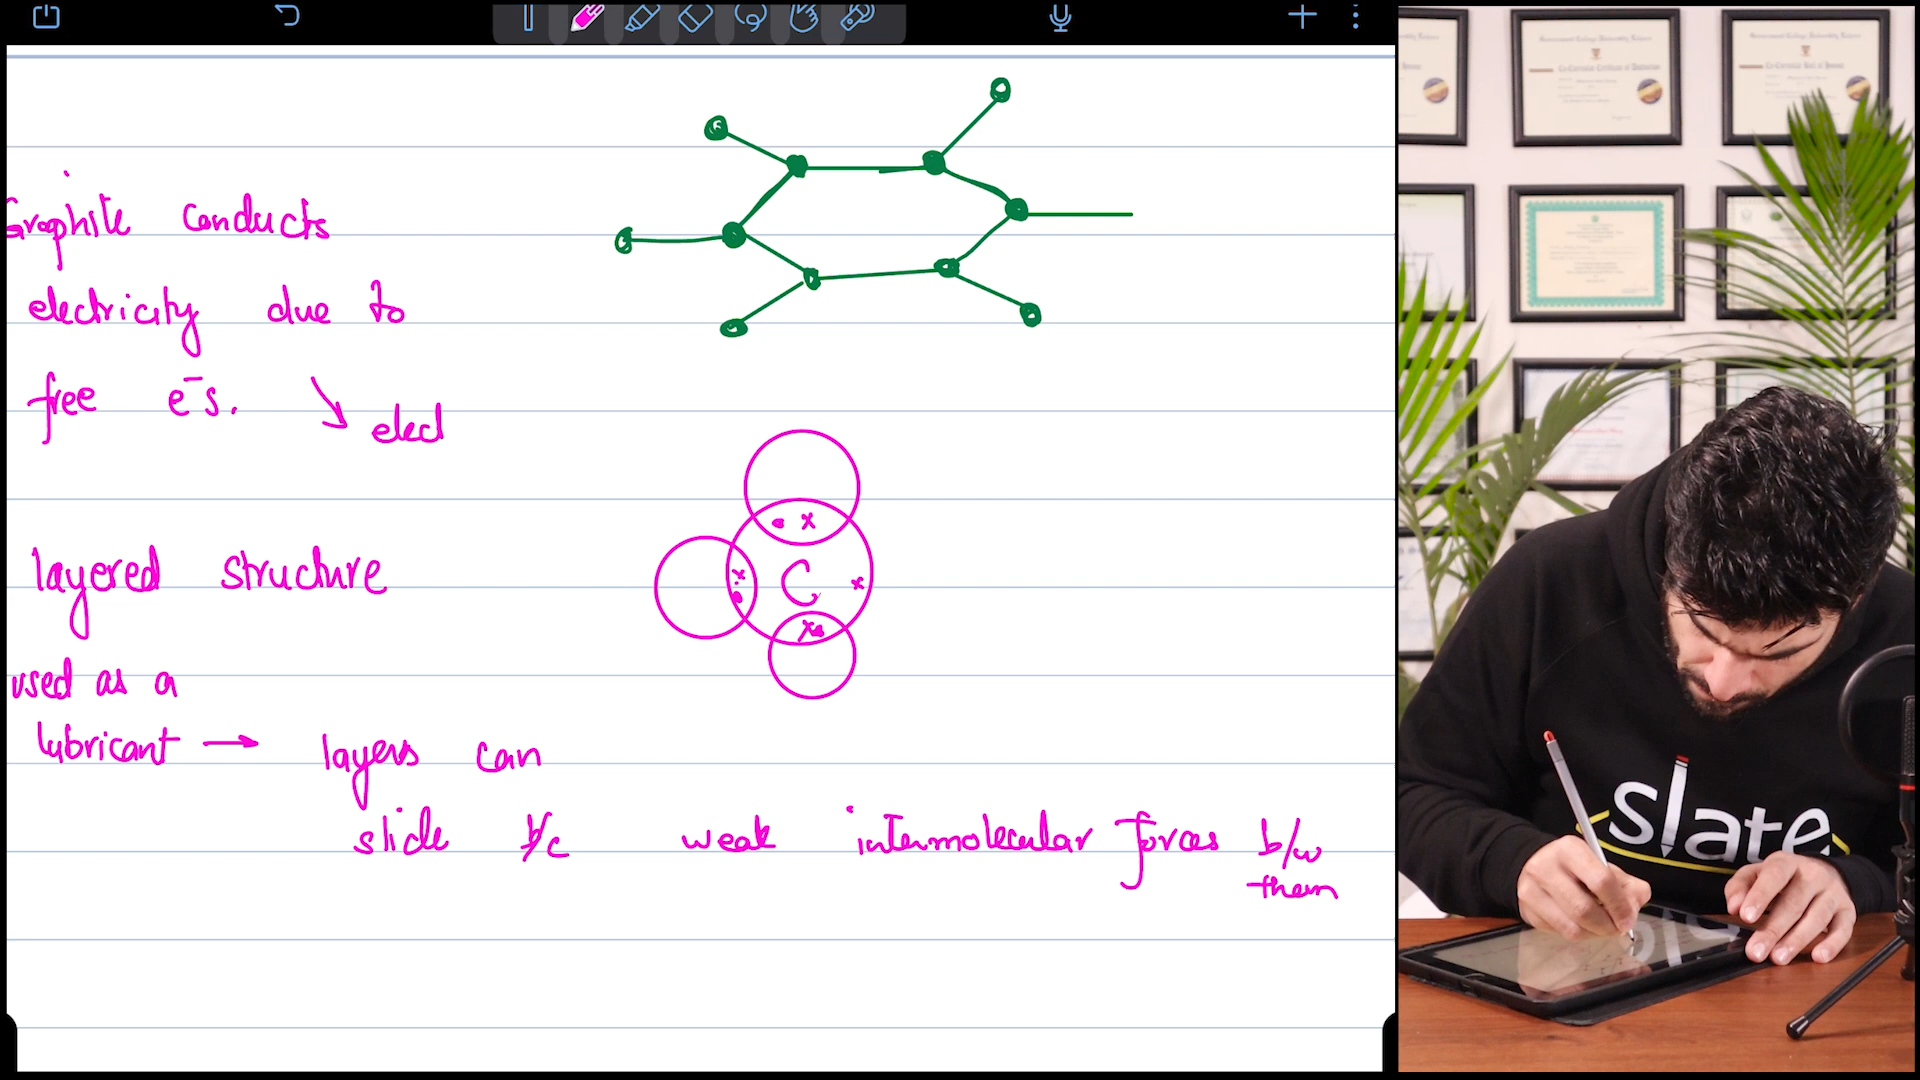 Graphite conducts
electricity due to
free e⁻s. ↘ elec
C
layered structure
used as a
lubricant → layers can
slide b/c weak intermolecular forces b/w
them
slate